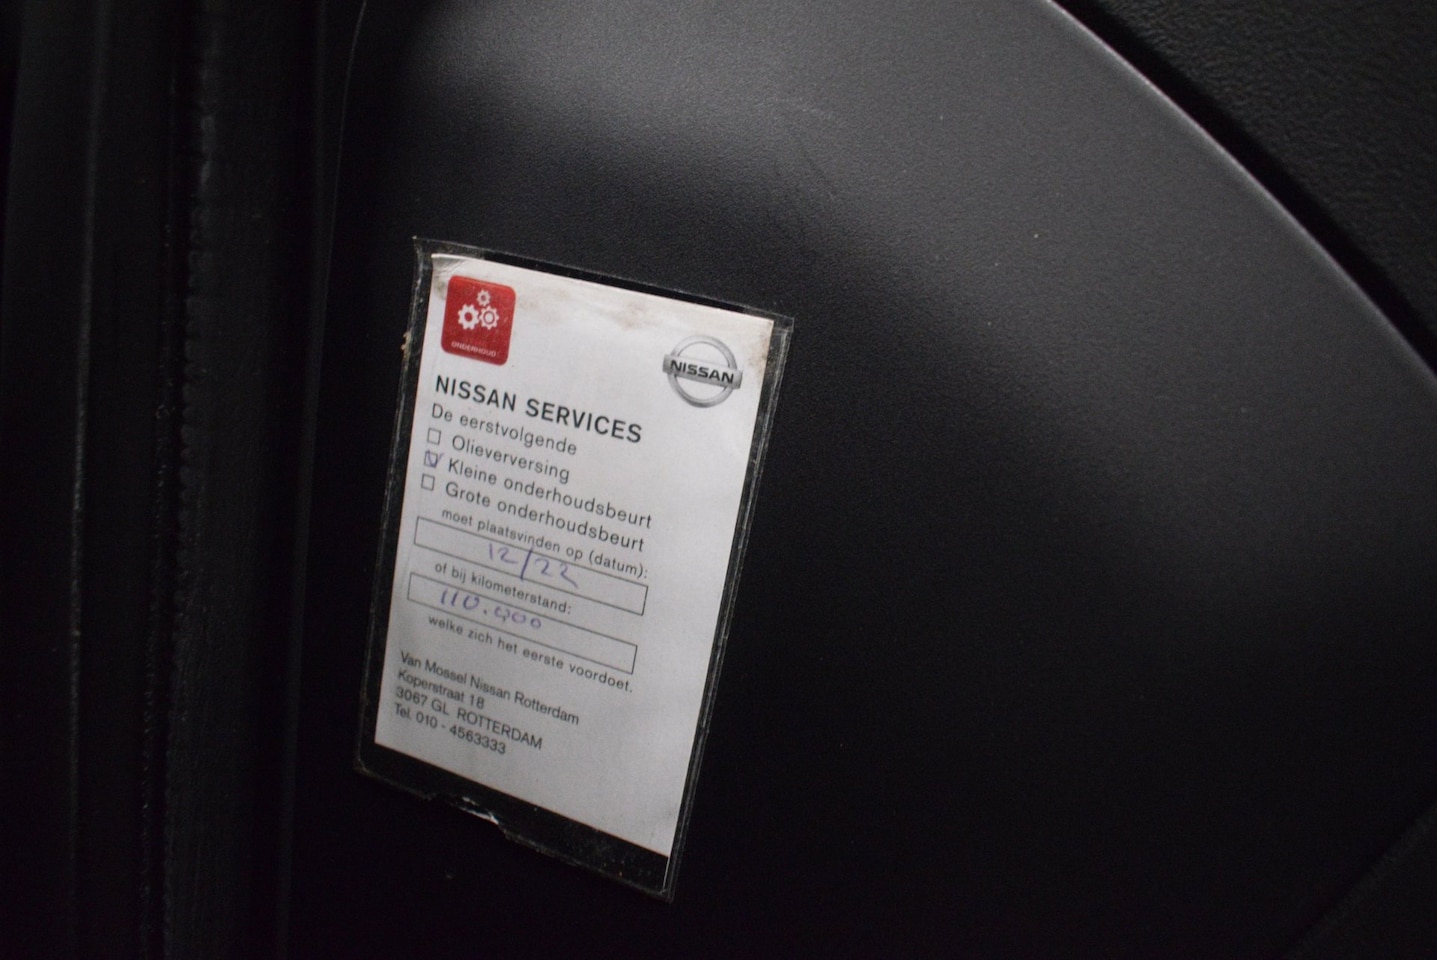 ONDERHOUD
NISSAN
NISSAN SERVICES
De eerstvolgende
Olieverversing
Kleine onderhoudsbeurt
Grote onderhoudsbeurt
moet plaatsvinden op (datum):
12/22
of bij kilometerstand:
110.000
welke zich het eerste voordoet.
Van Mossel Nissan Rotterdam
Koperstraat 18
3067 GL ROTTERDAM
Tel. 010 - 4563333